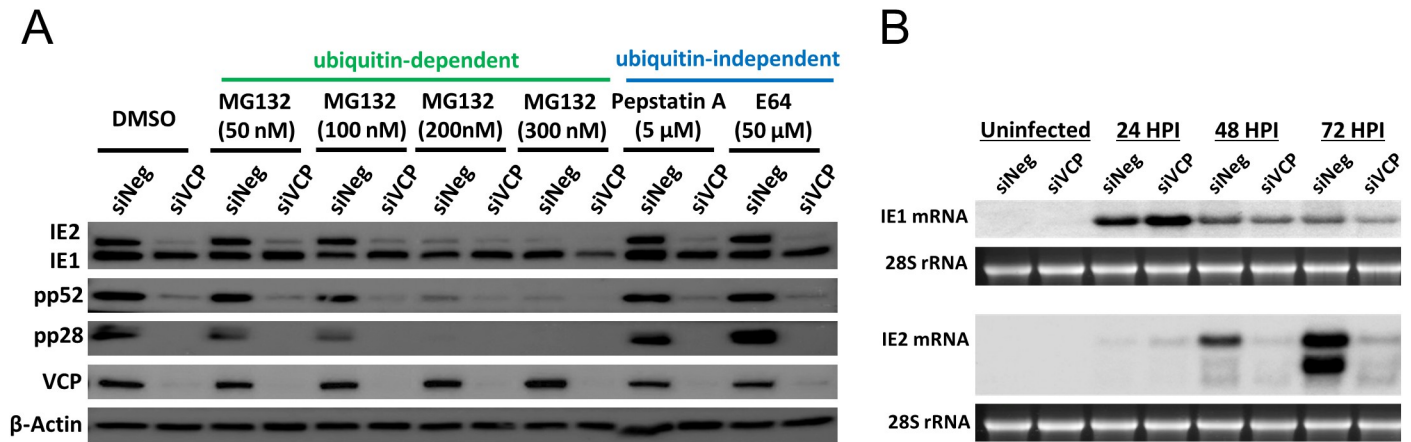 A
ubiquitin-dependent
ubiquitin-independent
DMSO
MG132
(50 nM)
MG132
(100 nM)
MG132
(200nM)
MG132
(300 nM)
Pepstatin A
(5 μM)
E64
(50 μM)
siNeg siVCP siNeg siVCP siNeg siVCP siNeg siVCP siNeg siVCP siNeg siVCP siNeg siVCP
IE2
IE1
pp52
pp28
VCP
β-Actin
B
Uninfected 24 HPI 48 HPI 72 HPI
siNeg siVCP siNeg siVCP siNeg siVCP siNeg siVCP
IE1 mRNA
28S rRNA
IE2 mRNA
28S rRNA